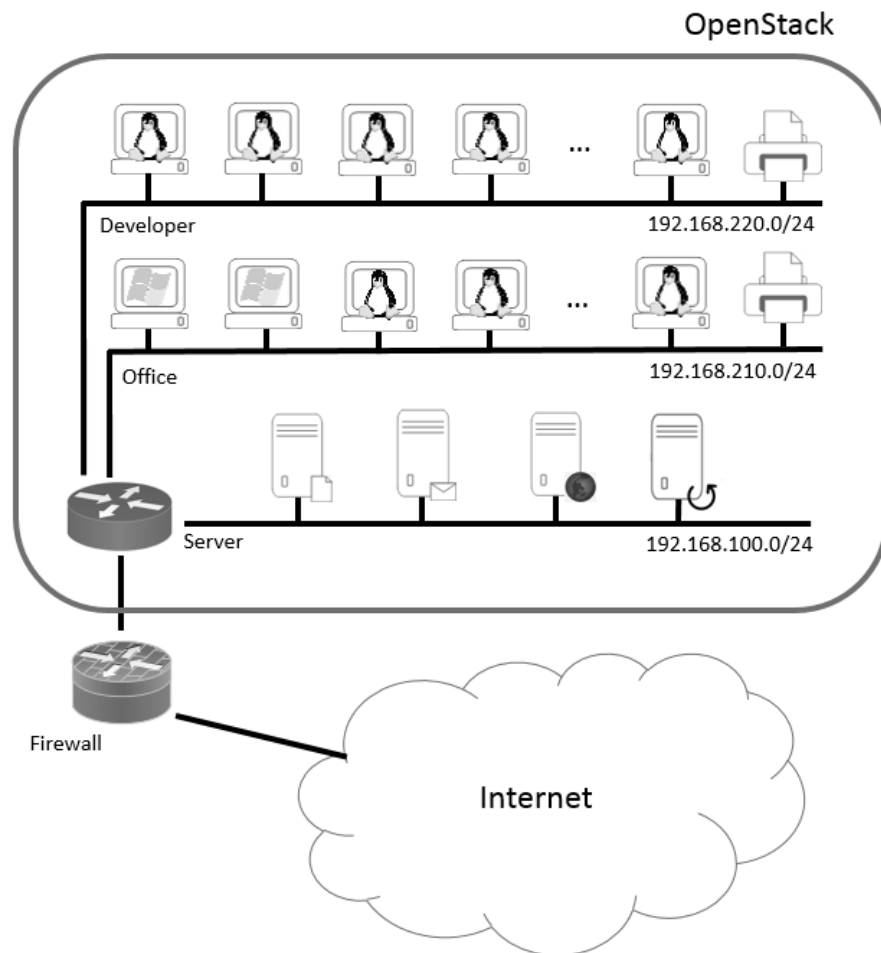 OpenStack
...
Developer
192.168.220.0/24
...
Office
192.168.210.0/24
Server
192.168.100.0/24
Firewall
Internet